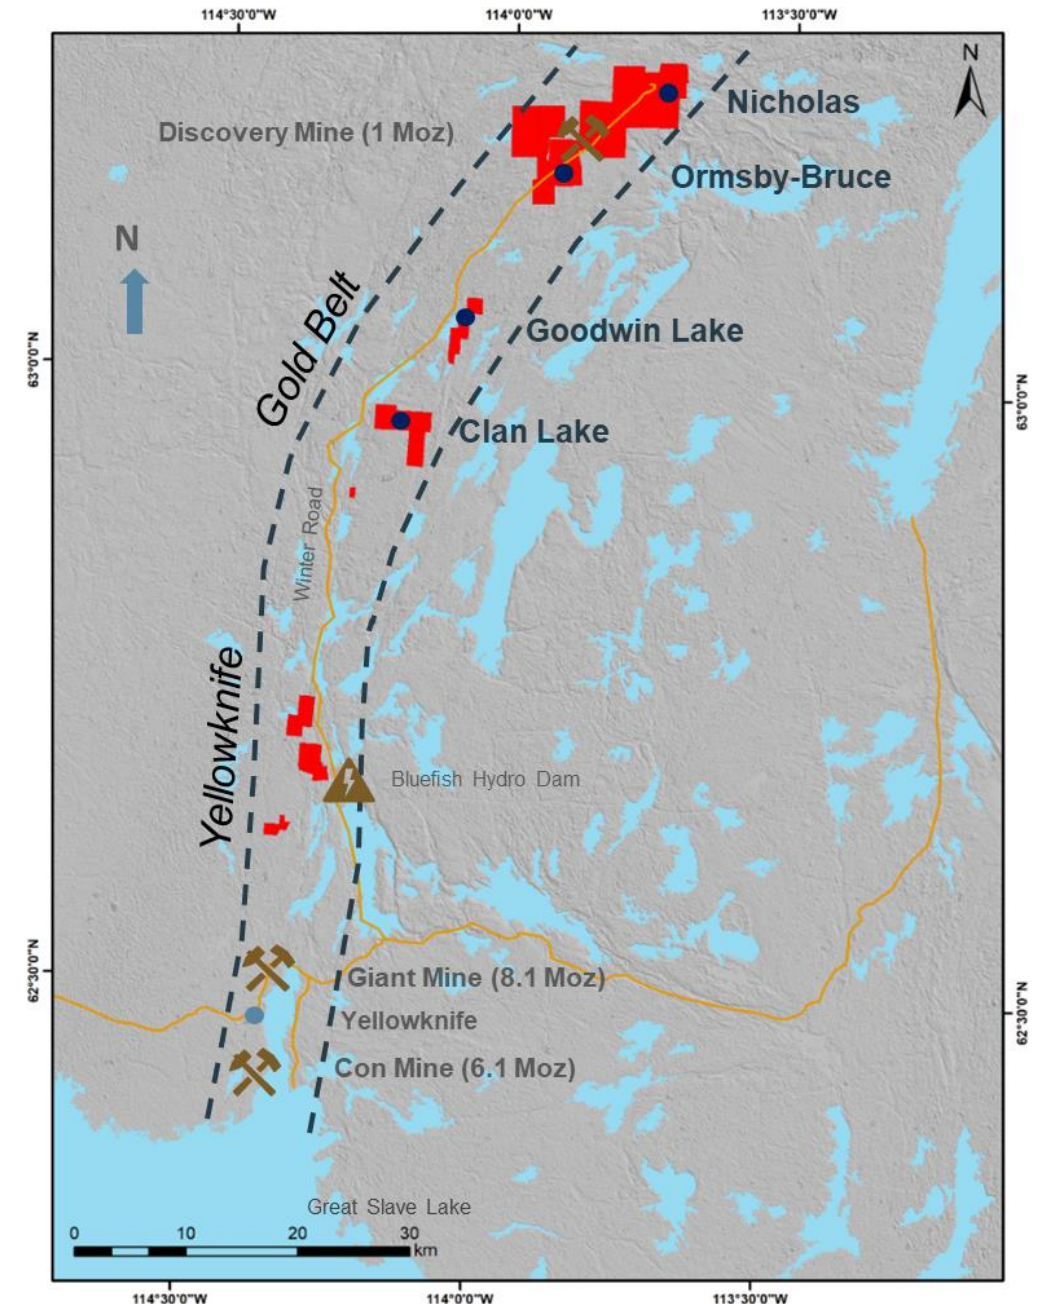 114°30'0"W 114°0'0"W 113°30'0"W
N
Nicholas
Discovery Mine (1 Moz)
Ormsby-Bruce
N
Gold Belt
Goodwin Lake
63°0'0"N
63°0'0"N
Clan Lake
Winter Road
Yellowknife
Bluefish Hydro Dam
62°30'0"N
Giant Mine (8.1 Moz)
62°30'0"N
Yellowknife
Con Mine (6.1 Moz)
Great Slave Lake
0 10 20 30
km
114°30'0"W 114°0'0"W 113°30'0"W